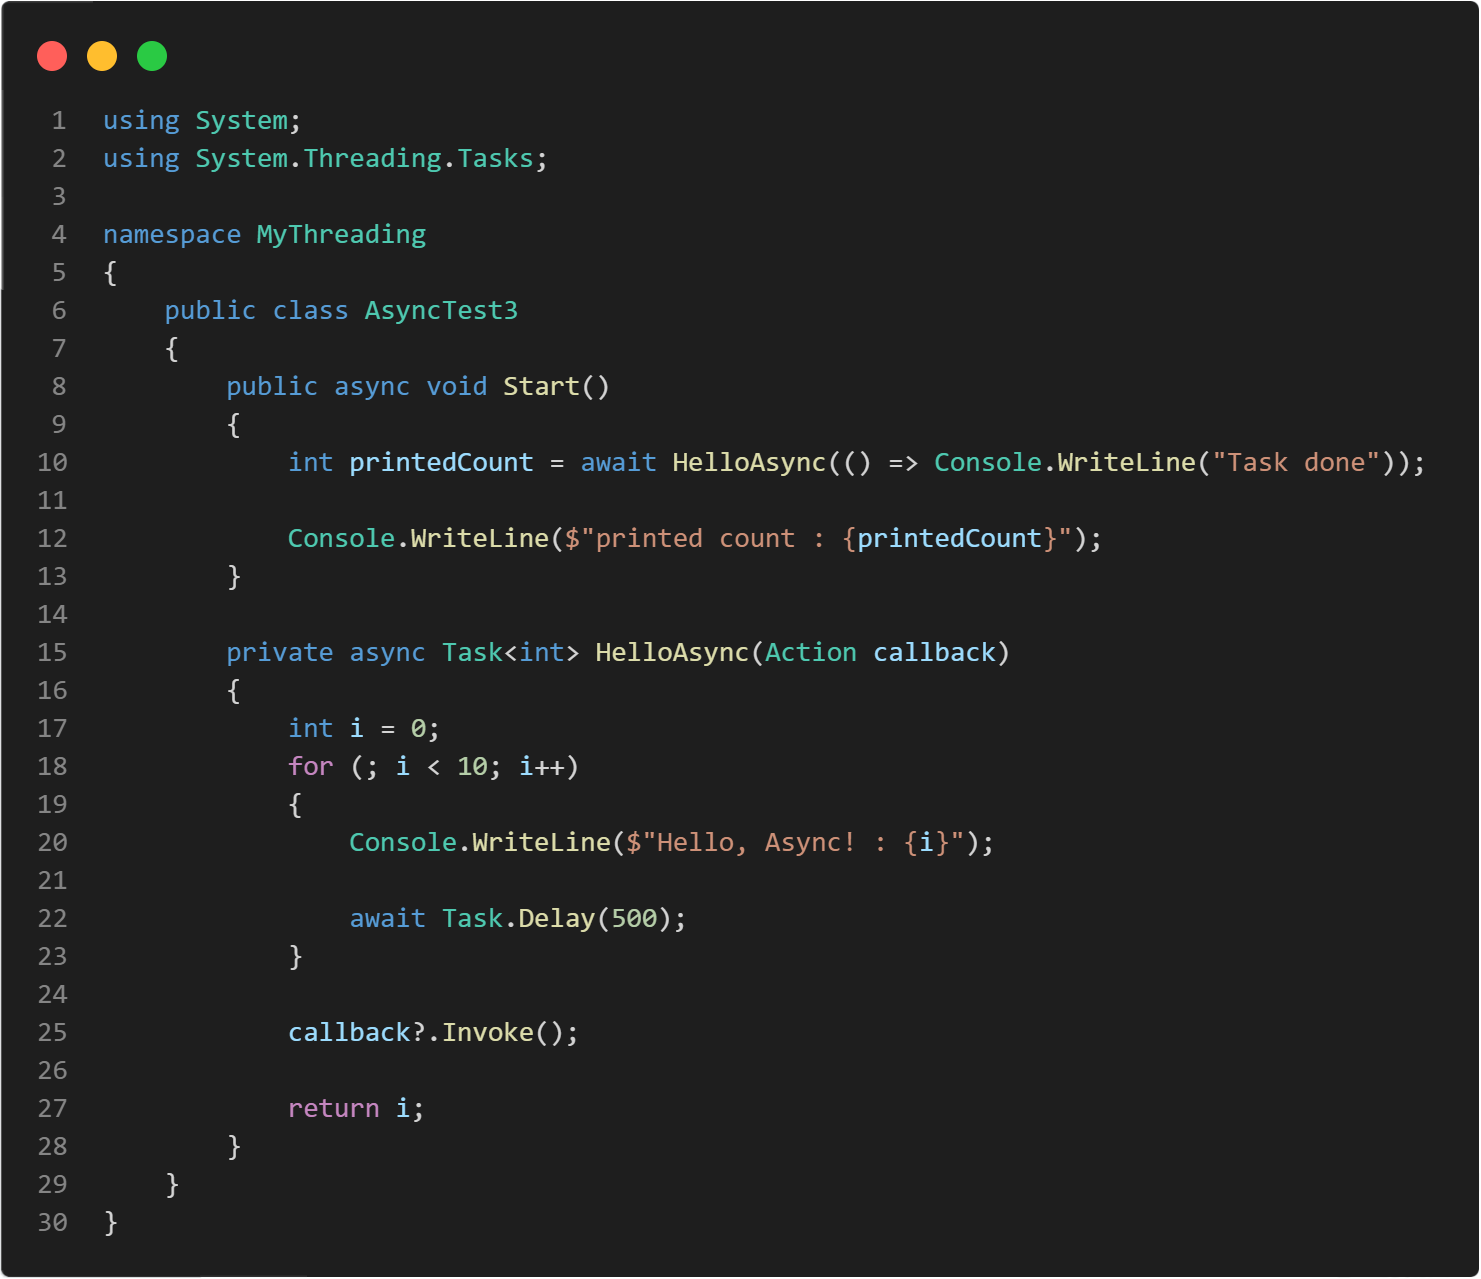 1 using System;
2 using System.Threading.Tasks;
3
4 namespace MyThreading
5 {
6     public class AsyncTest3
7     {
8         public async void Start()
9         {
10             int printedCount = await HelloAsync(() => Console.WriteLine("Task done"));
11
12             Console.WriteLine($"printed count : {printedCount}");
13         }
14
15         private async Task<int> HelloAsync(Action callback)
16         {
17             int i = 0;
18             for (; i < 10; i++)
19             {
20                 Console.WriteLine($"Hello, Async! : {i}");
21
22                 await Task.Delay(500);
23             }
24
25             callback?.Invoke();
26
27             return i;
28         }
29     }
30 }